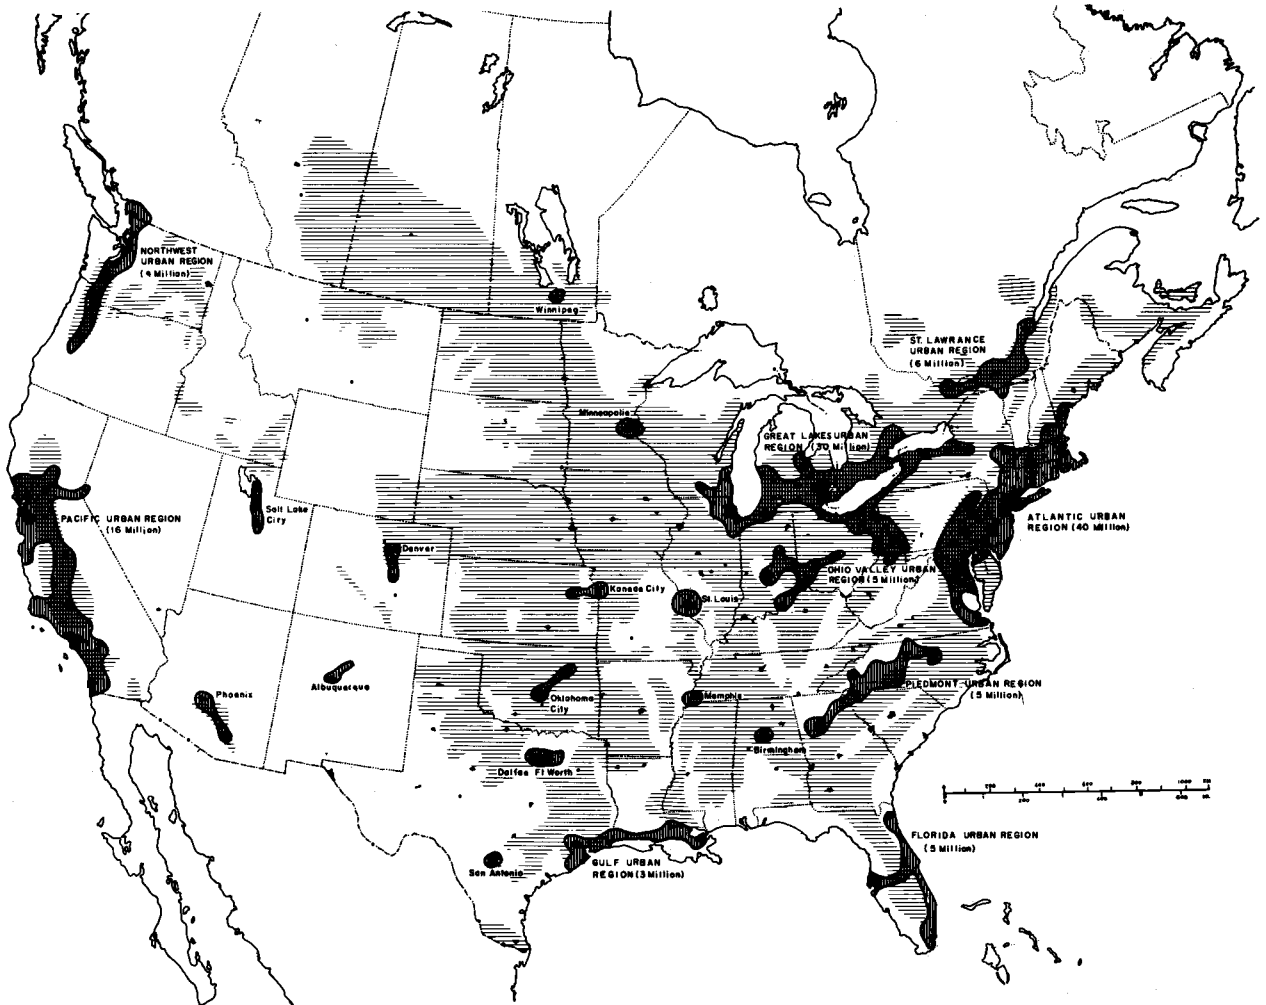 NORTHWEST
URBAN REGION
(4 Million)
Winnipeg
ST. LAWRANCE
URBAN REGION
(6 Million)
Minneapolis
GREAT LAKES URBAN
REGION (30 Million)
Salt Lake
City
PACIFIC URBAN REGION
(16 Million)
ATLANTIC URBAN
REGION (40 Million)
Denver
OHIO VALLEY URBAN
REGION (5 Million)
Kansas City
St. Louis
Phoenix
Albuquerque
Oklahoma
City
Memphis
PIEDMONT URBAN REGION
(5 Million)
Birmingham
Dallas Ft Worth
FLORIDA URBAN REGION
(5 Million)
GULF URBAN
REGION (3 Million)
San Antonio